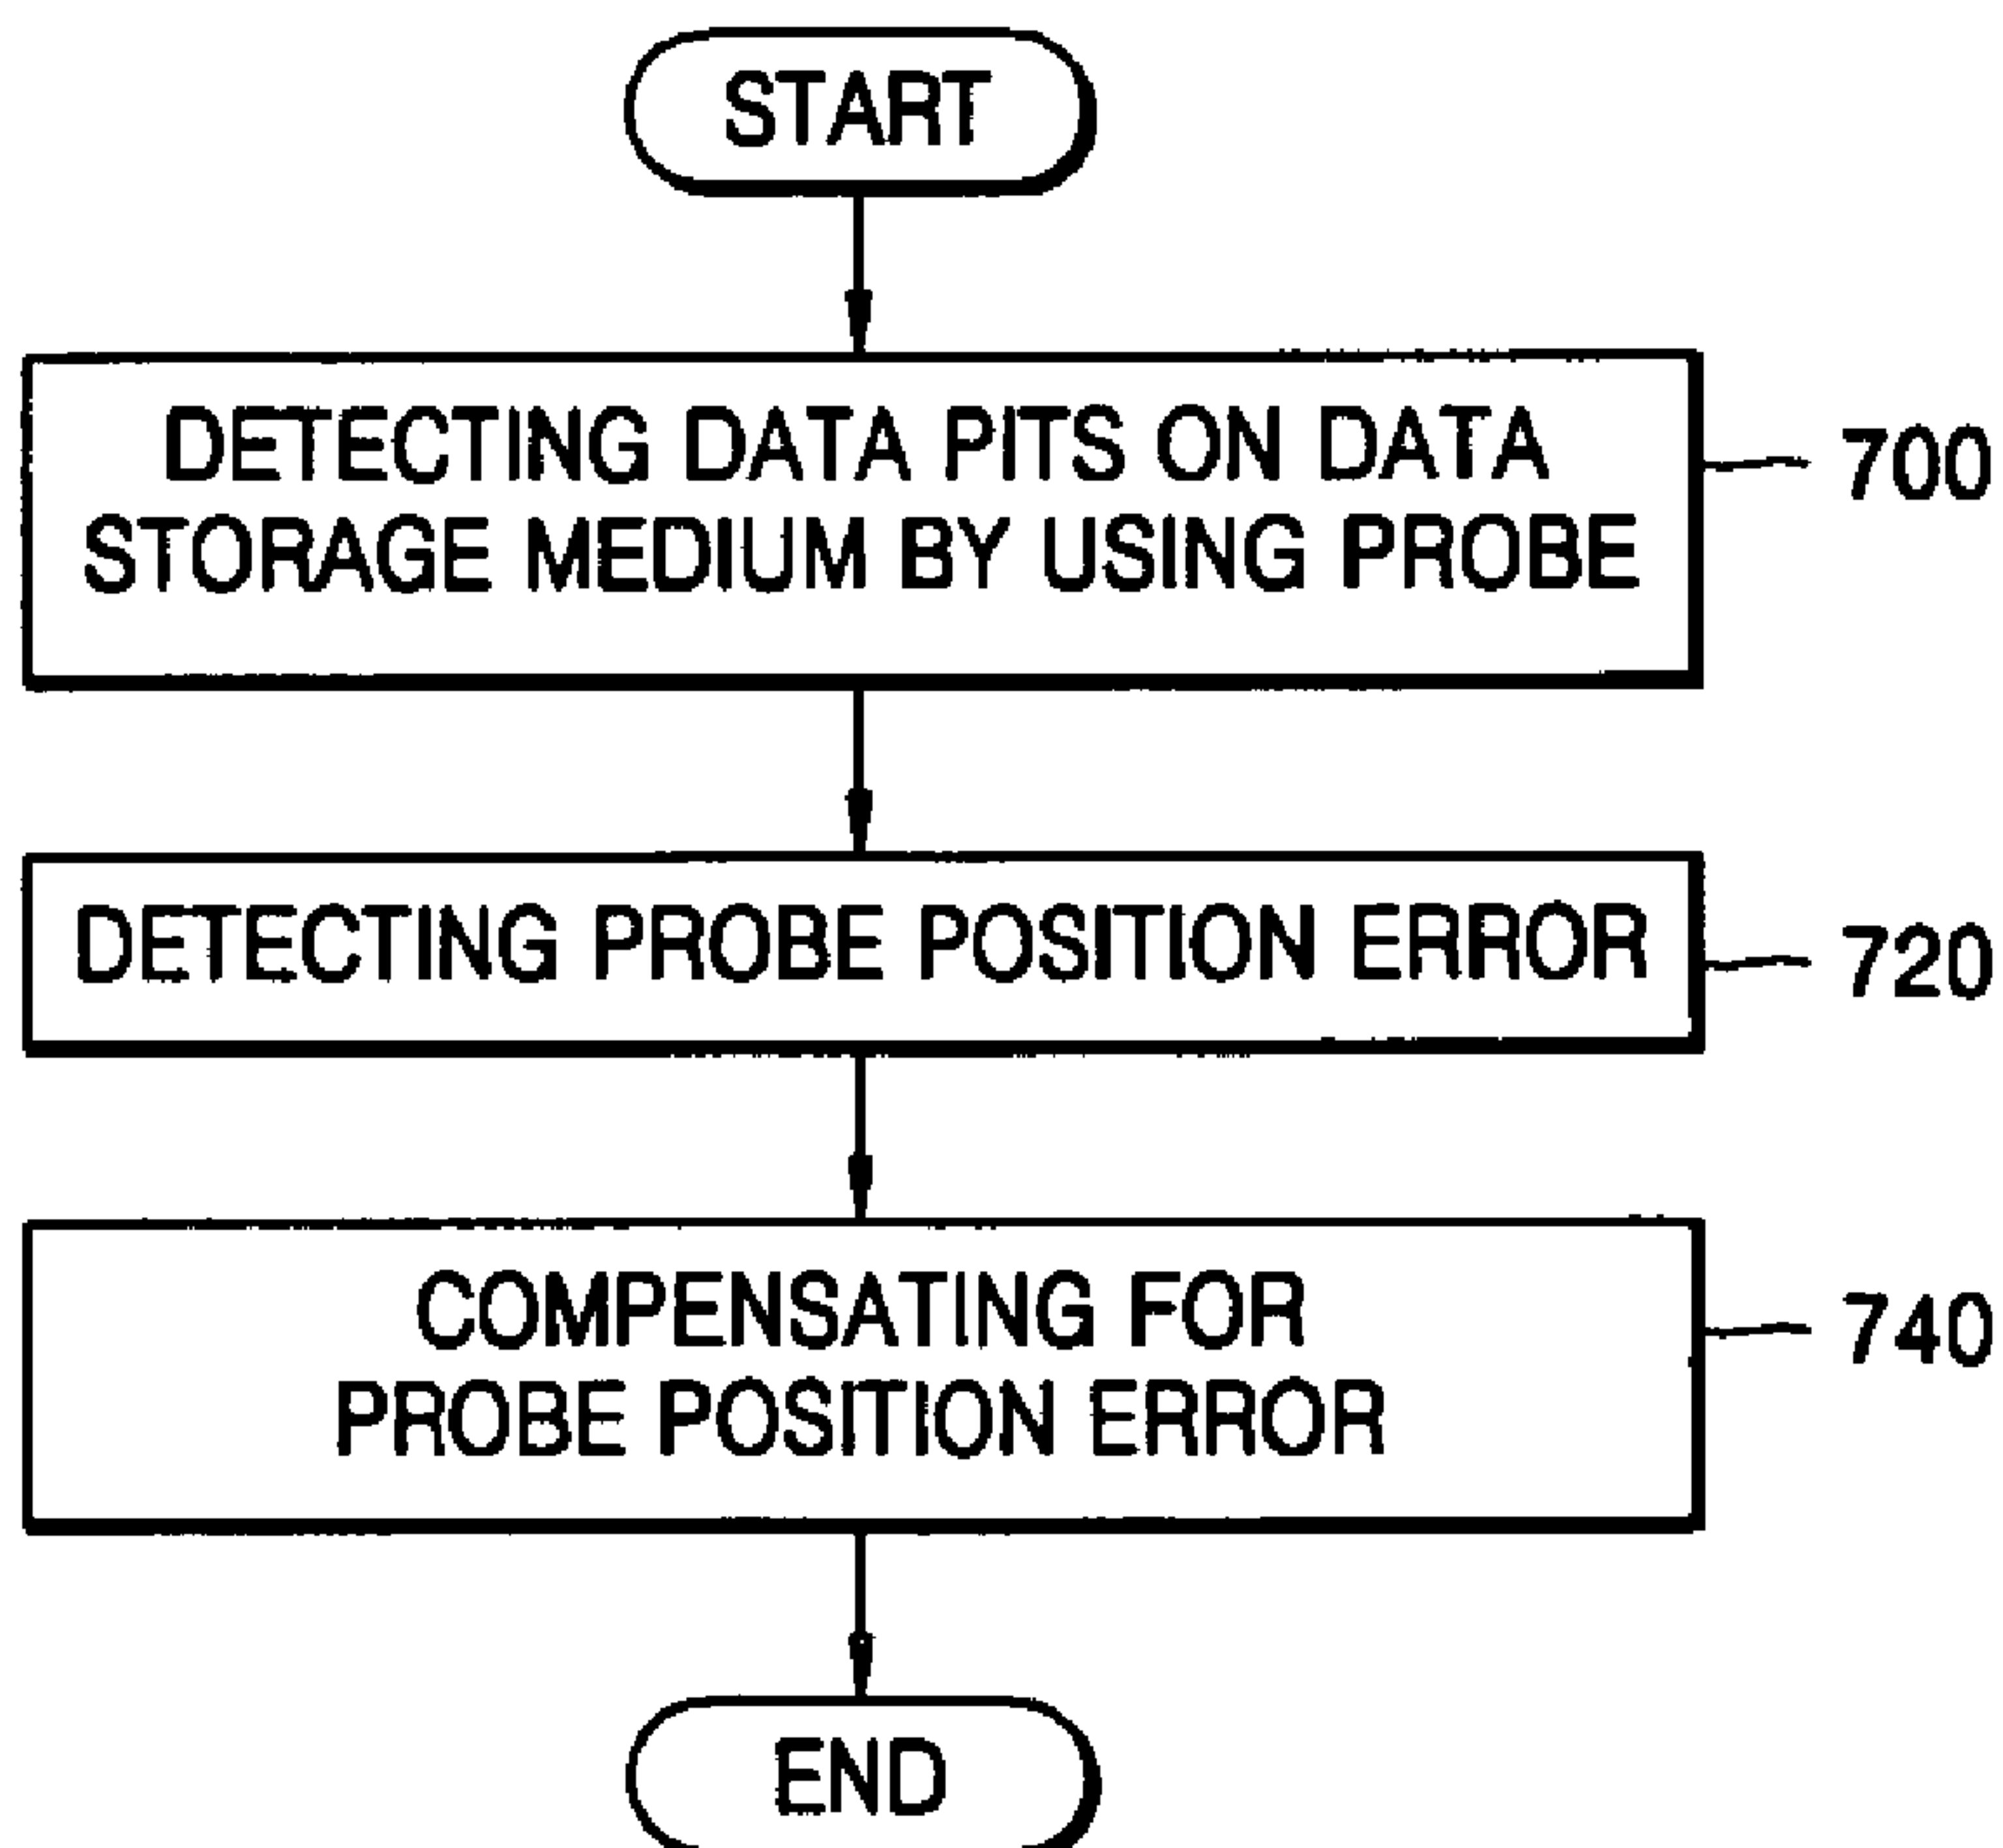 START
DETECTING DATA PITS ON DATA
STORAGE MEDIUM BY USING PROBE
700
DETECTING PROBE POSITION ERROR
720
COMPENSATING FOR
PROBE POSITION ERROR
740
END